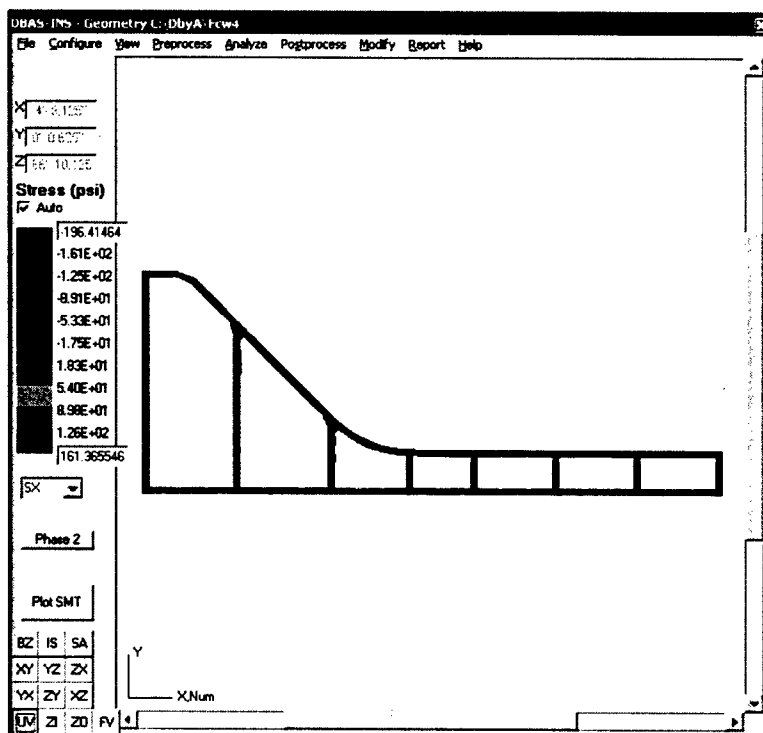 DBAS-INS - Geometry C:\DbyA\Fcw4
File Configure View Preprocess Analyze Postprocess Modify Report Help
X
Y
Z
Stress (psi)
Auto
-196.41464
-1.61E+02
-1.25E+02
-8.91E+01
-5.33E+01
-1.75E+01
1.83E+01
5.40E+01
8.98E+01
1.26E+02
161.365546
SX
Phase 2
Plot SMT
BZ IS SA
XY YZ ZX
YX ZY XZ
UV ZI ZO FV
Y
X,Num